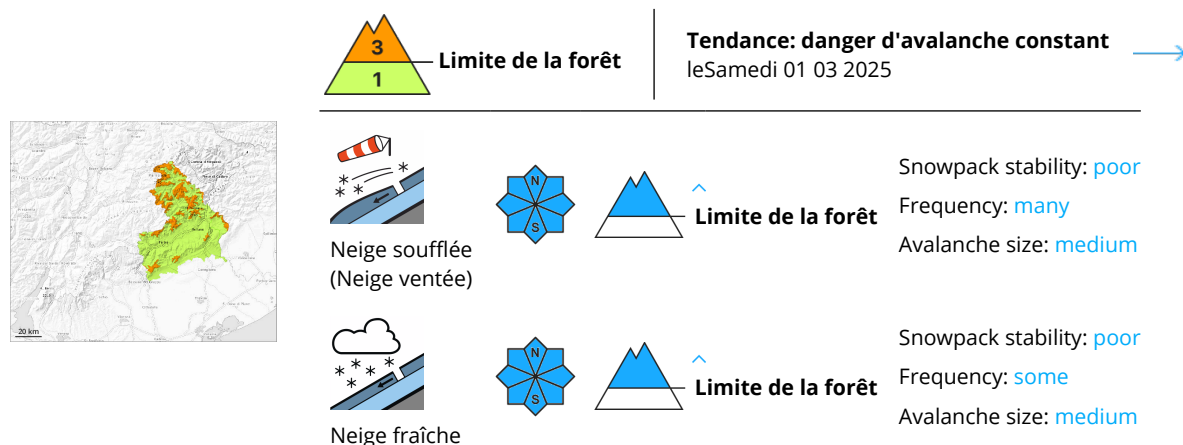 3
1
Limite de la forêt
Tendance: danger d'avalanche constant
leSamedi 01 03 2025
20 km
Neige soufflée
(Neige ventée)
N
S
Limite de la forêt
Snowpack stability: poor
Frequency: many
Avalanche size: medium
Neige fraîche
N
S
Limite de la forêt
Snowpack stability: poor
Frequency: some
Avalanche size: medium